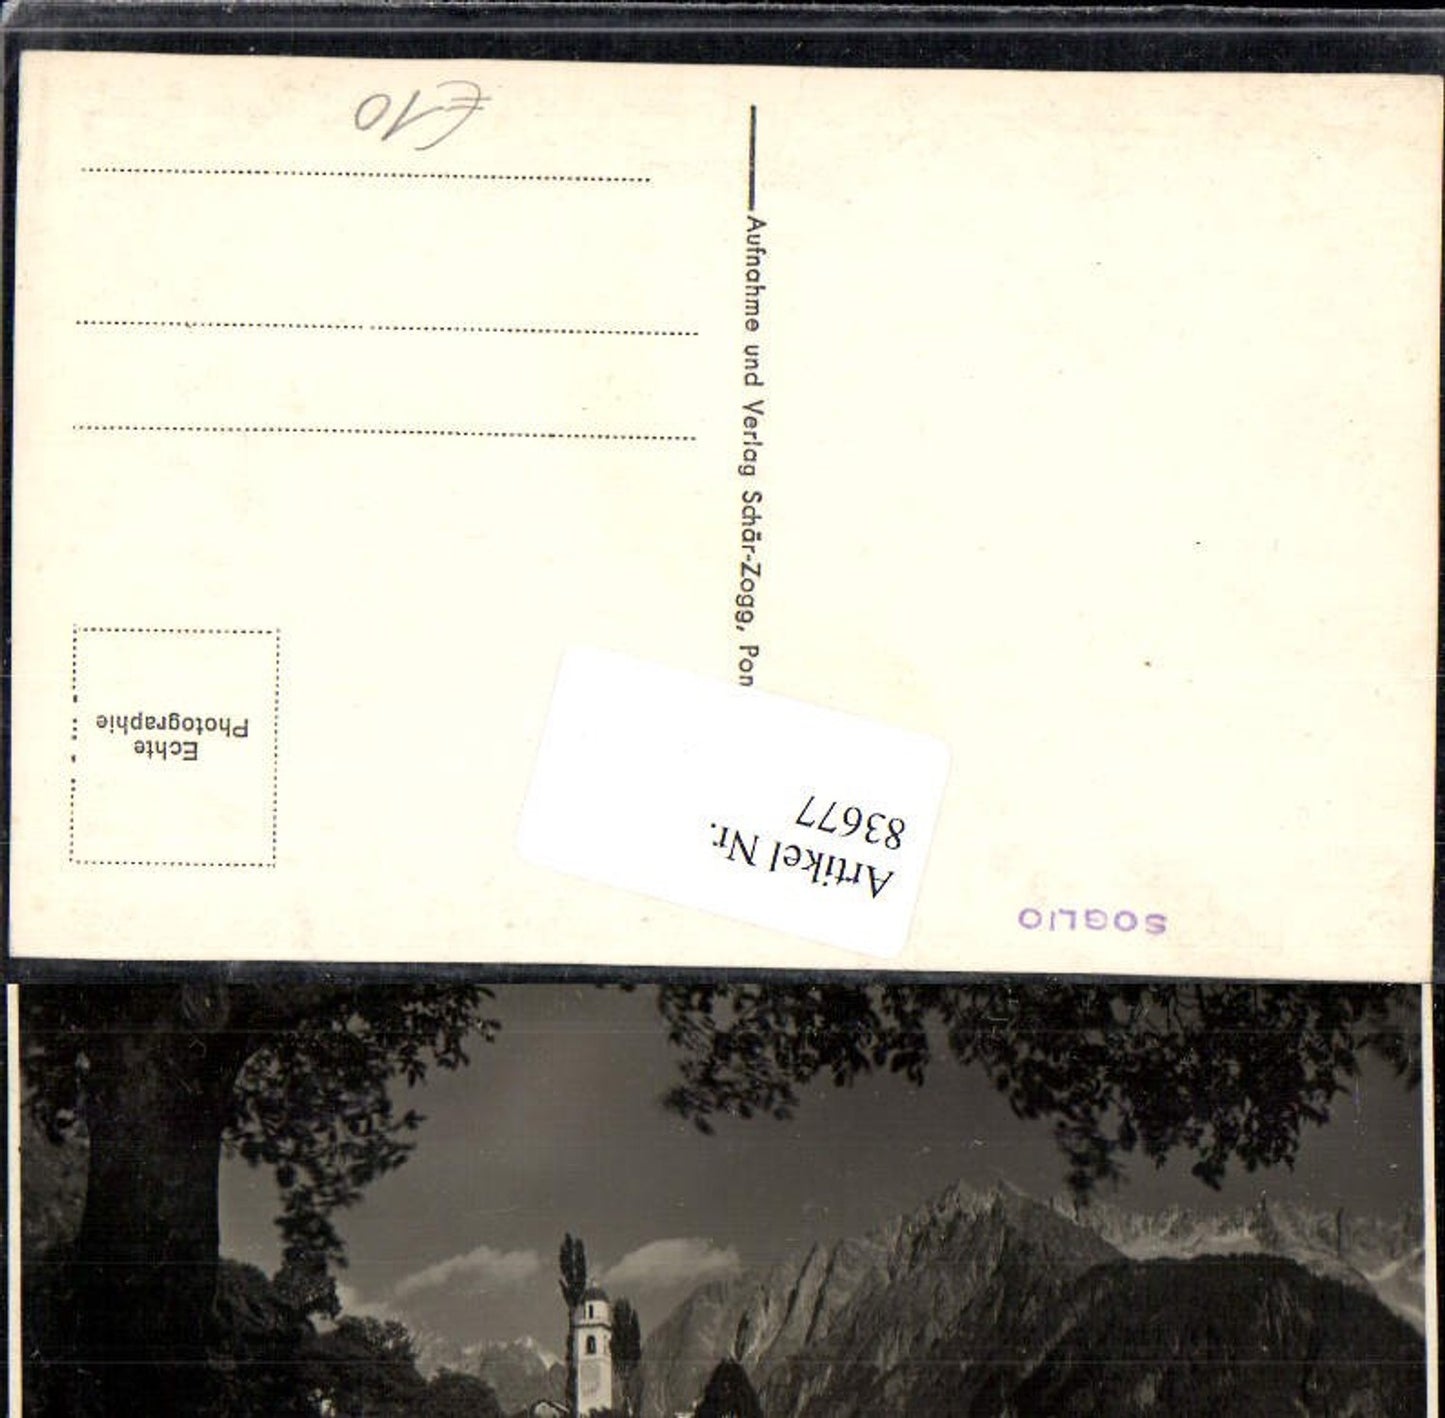 €10
Aufnahme und Verlag Schär-Zogg, Pon
Echte
Photographie
Artikel Nr.
83677
SOGLIO